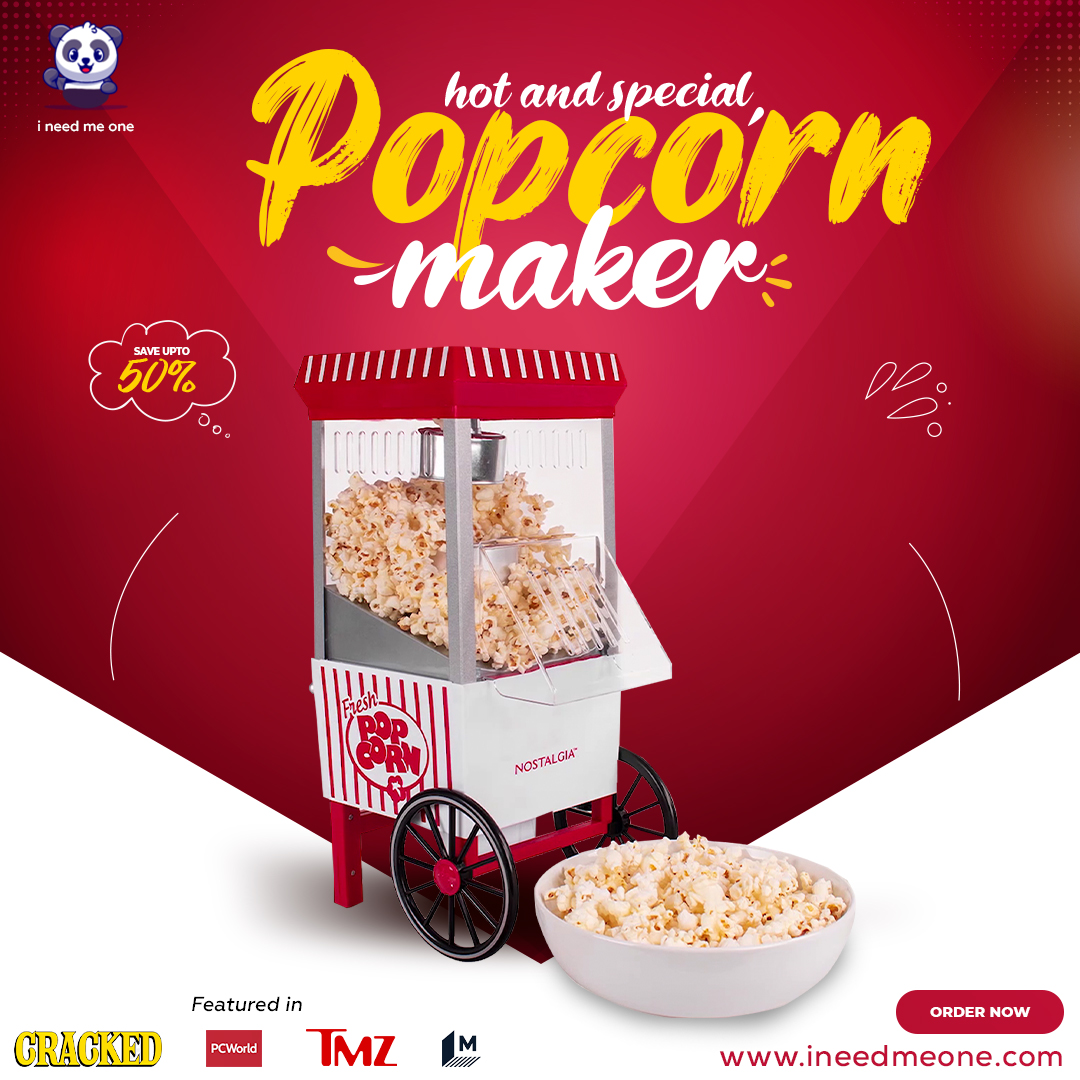 i need me one
hot and special
Popcorn
maker
SAVE UPTO
50%
Fresh
POP
CORN
NOSTALGIA™
Featured in
CRACKED
PCWorld
TMZ
M
ORDER NOW
www.ineedmeone.com